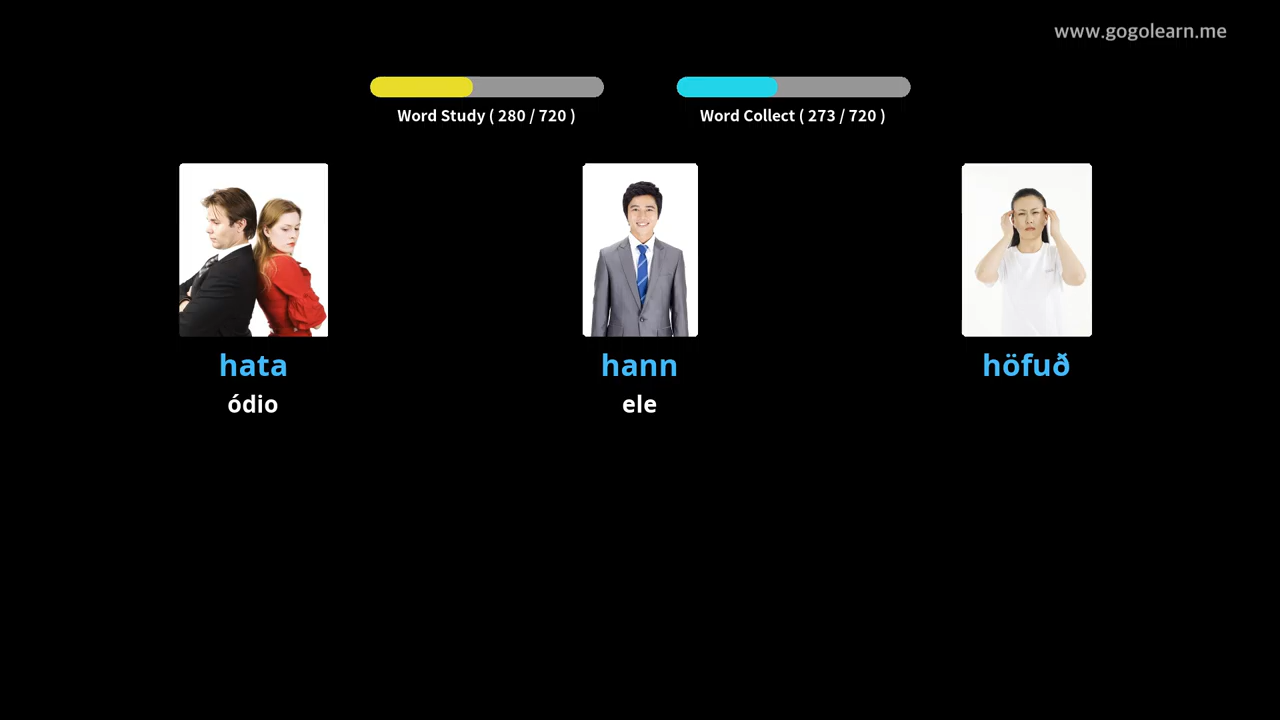 www.gogolearn.me
Word Study ( 280 / 720 )
Word Collect ( 273 / 720 )
hata
ódio
hann
ele
höfuð